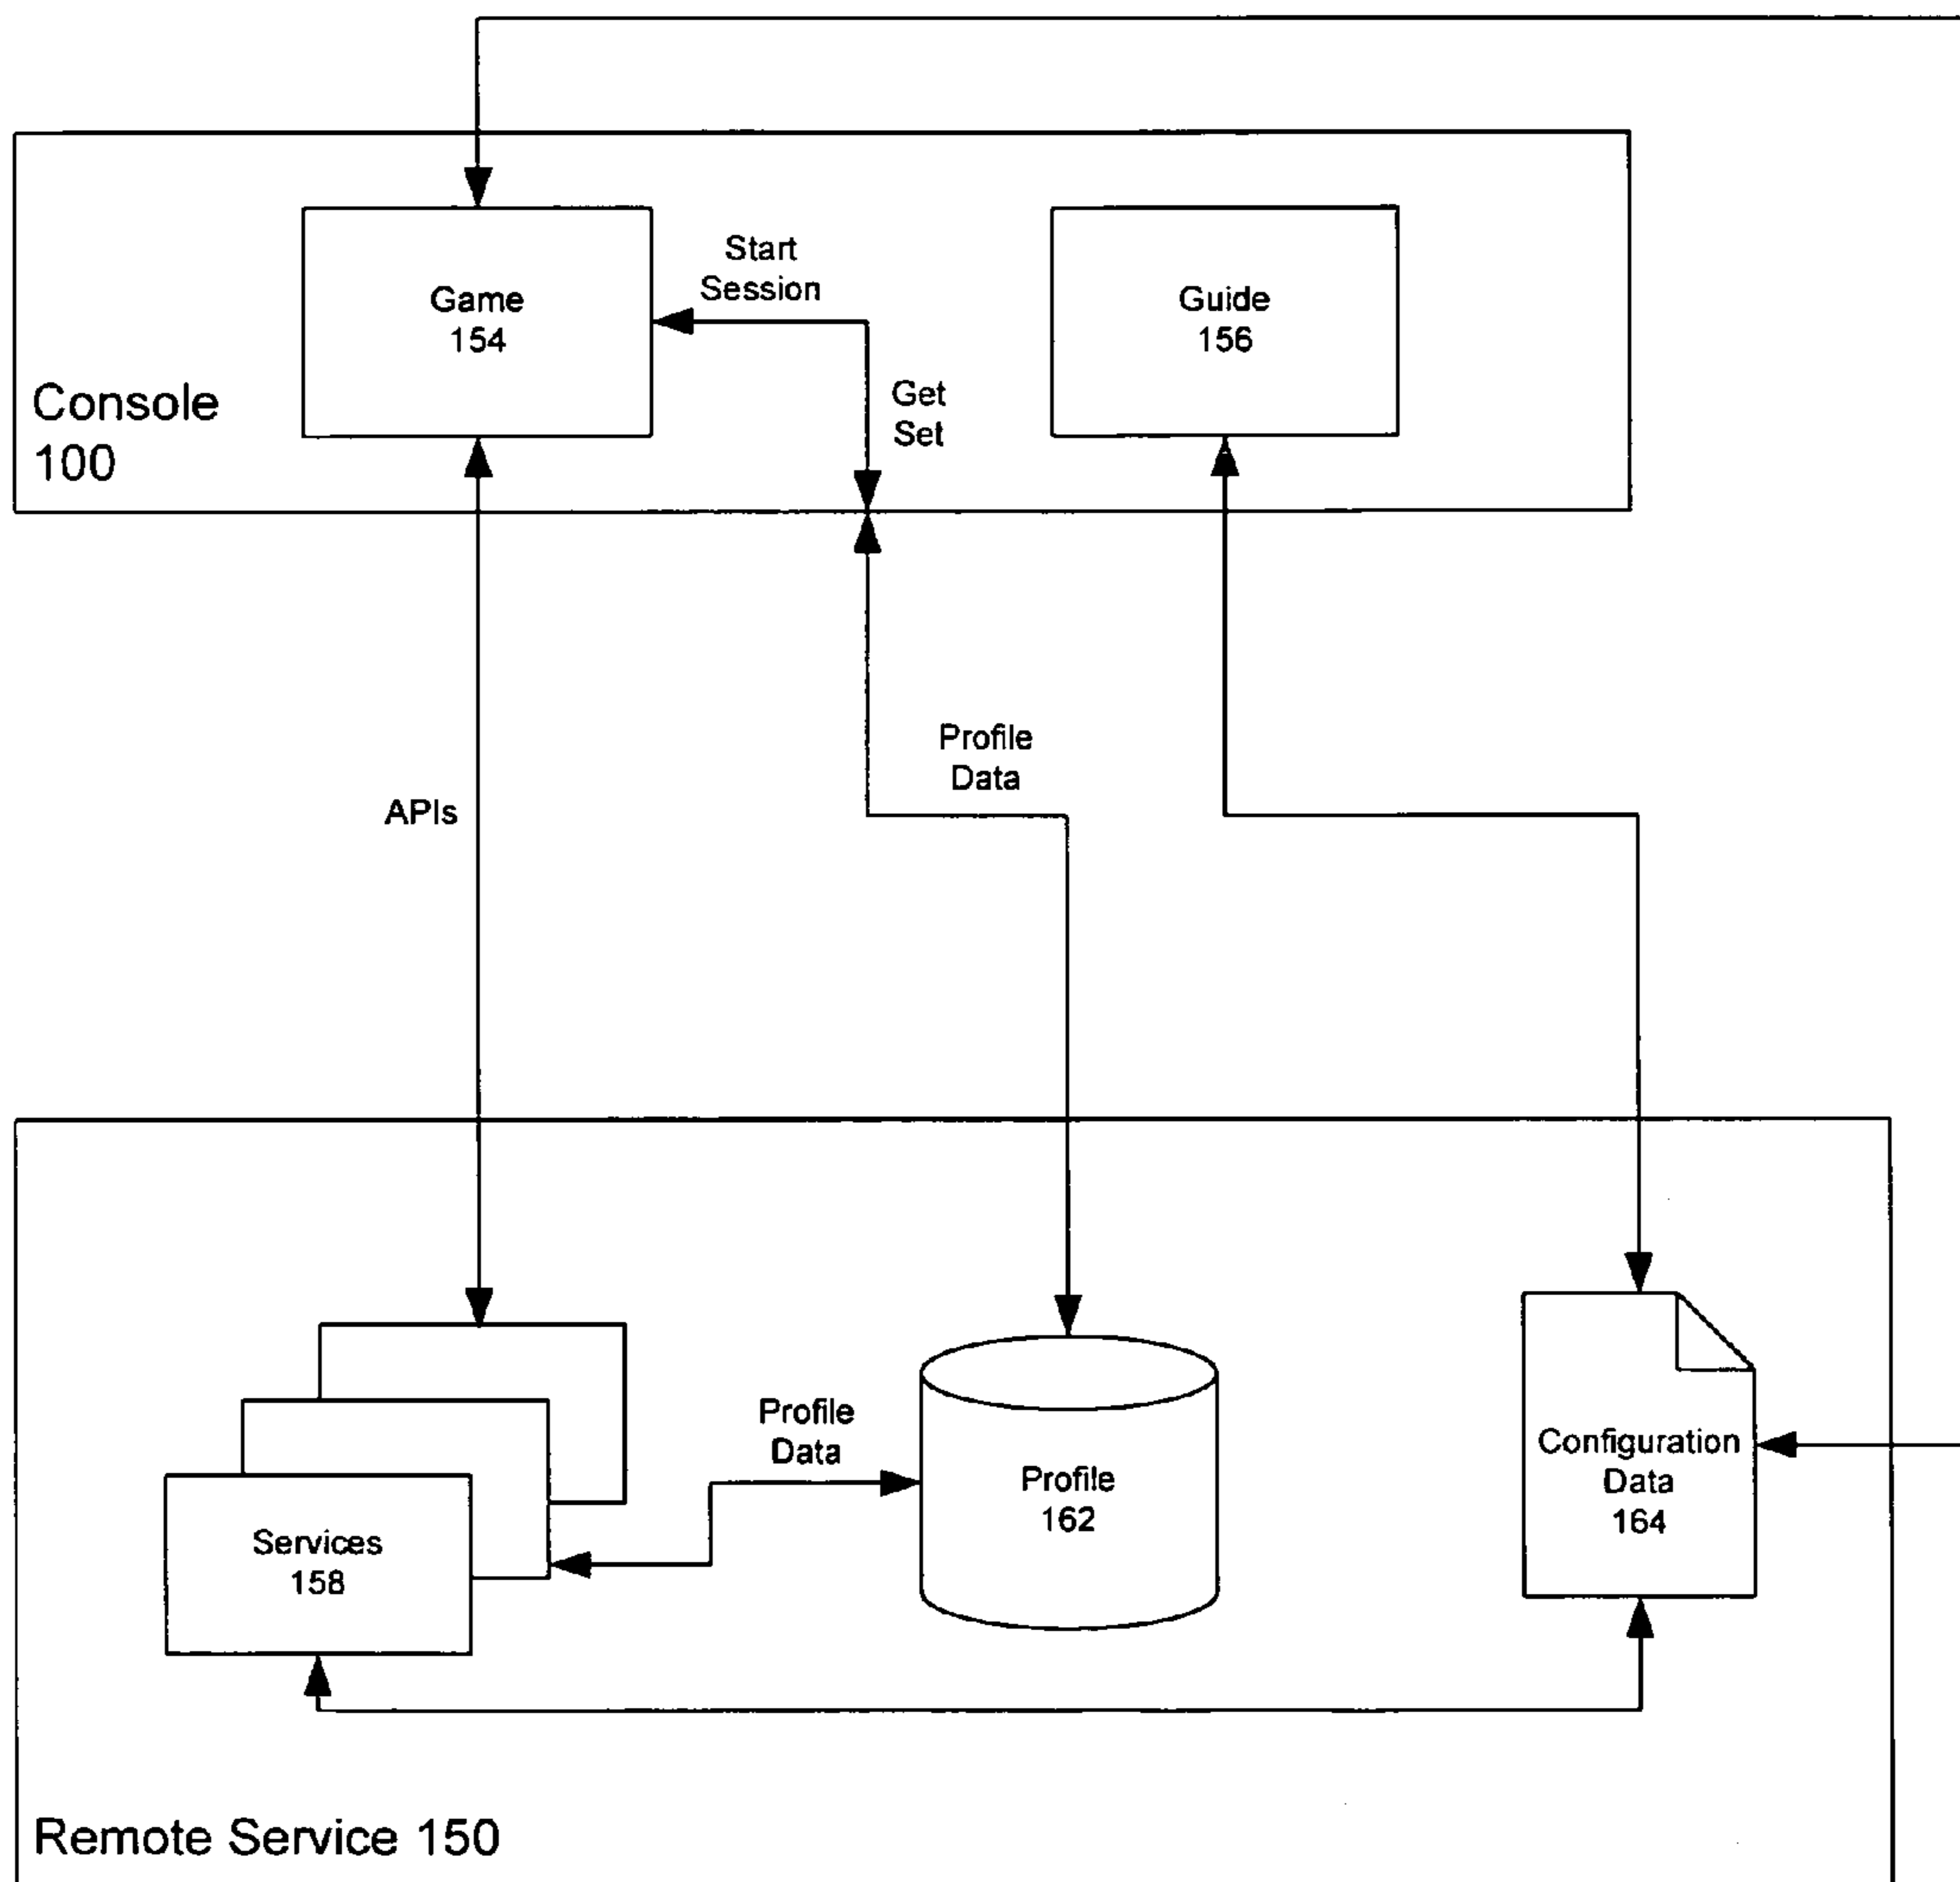 Start
Session
Game
154
Guide
156
Get
Set
Console
100
Profile
Data
APIs
Profile
Data
Configuration
Data
164
Profile
162
Services
158
Remote Service 150